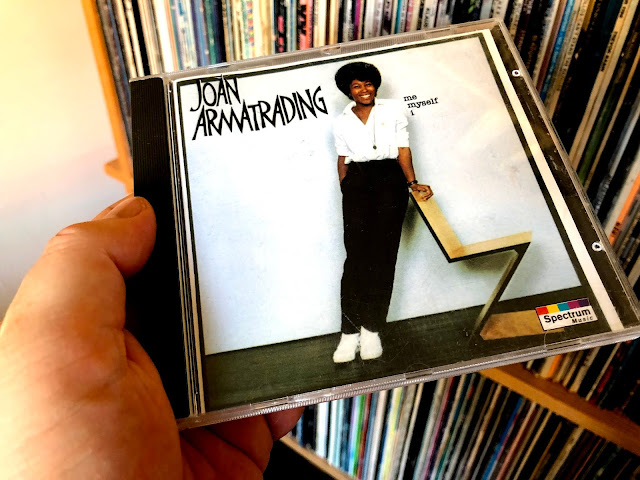 JOAN
ARMATRADING
me
myself
i
Spectrum
Music